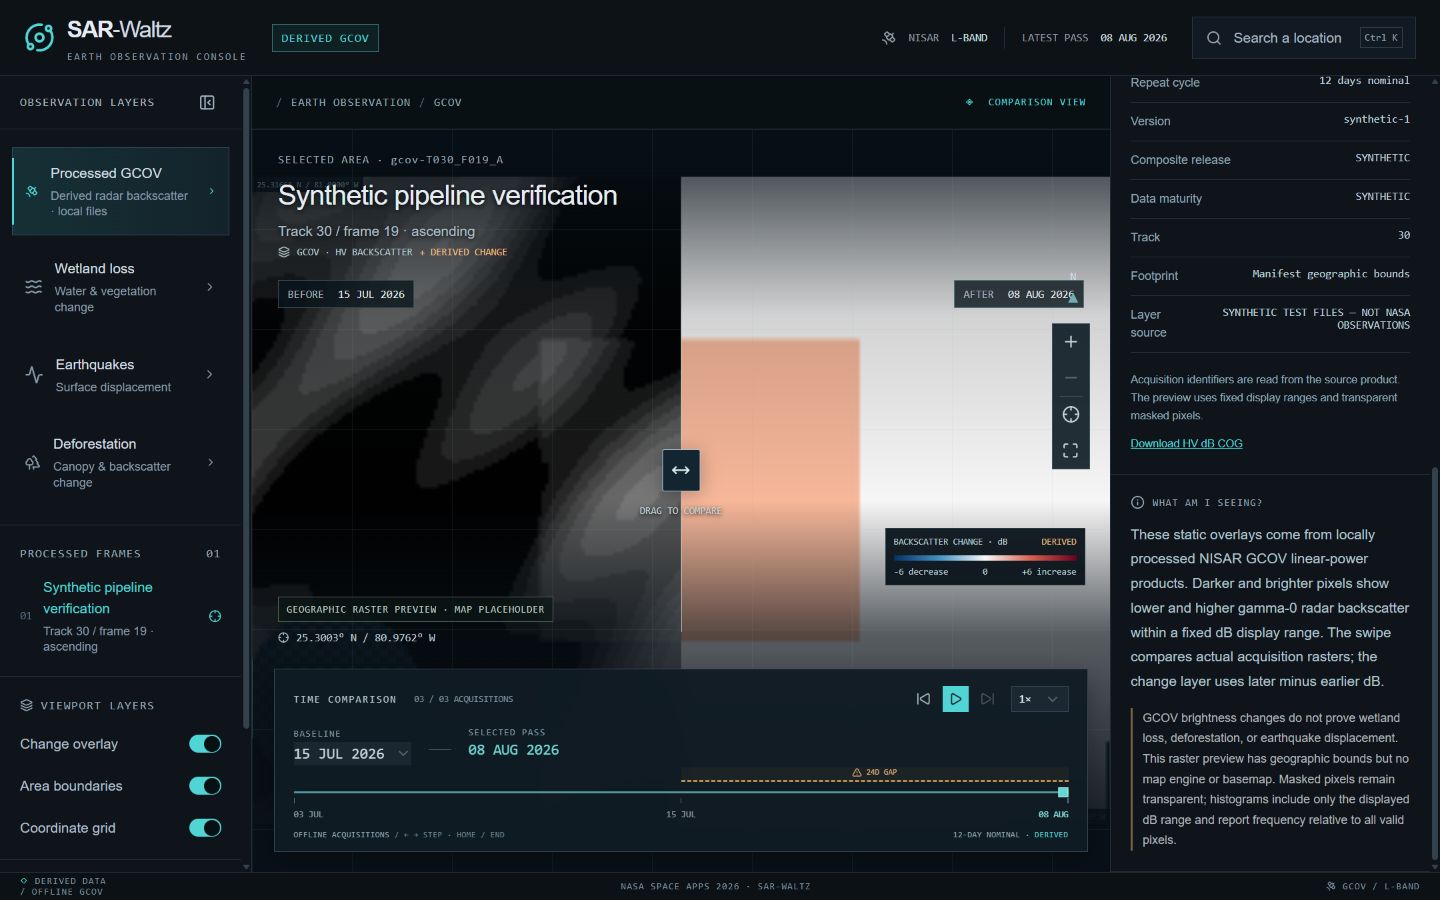 SAR-Waltz
EARTH OBSERVATION CONSOLE
DERIVED GCOV
NISAR L-BAND
LATEST PASS 08 AUG 2026
Search a location
Ctrl K
OBSERVATION LAYERS
Processed GCOV
Derived radar backscatter
· local files
Wetland loss
Water & vegetation
change
Earthquakes
Surface displacement
Deforestation
Canopy & backscatter
change
PROCESSED FRAMES 01
01
Synthetic pipeline
verification
Track 30 / frame 19 ·
ascending
VIEWPORT LAYERS
Change overlay
Area boundaries
Coordinate grid
/ EARTH OBSERVATION / GCOV
COMPARISON VIEW
SELECTED AREA · gcov-T030_F019_A
Synthetic pipeline verification
Track 30 / frame 19 · ascending
GCOV · HV BACKSCATTER + DERIVED CHANGE
BEFORE 15 JUL 2026
AFTER 08 AUG 2026
N
DRAG TO COMPARE
BACKSCATTER CHANGE · dB DERIVED
-6 decrease 0 +6 increase
GEOGRAPHIC RASTER PREVIEW · MAP PLACEHOLDER
25.3003° N / 80.9762° W
TIME COMPARISON 03 / 03 ACQUISITIONS
1×
BASELINE
15 JUL 2026
SELECTED PASS
08 AUG 2026
24D GAP
03 JUL 15 JUL 08 AUG
OFFLINE ACQUISITIONS / ← → STEP · HOME / END
12-DAY NOMINAL · DERIVED
Repeat cycle 12 days nominal
Version synthetic-1
Composite release SYNTHETIC
Data maturity SYNTHETIC
Track 30
Footprint Manifest geographic bounds
Layer source
SYNTHETIC TEST FILES — NOT NASA
OBSERVATIONS
Acquisition identifiers are read from the source product.
The preview uses fixed display ranges and transparent
masked pixels.
Download HV dB COG
WHAT AM I SEEING?
These static overlays come from locally
processed NISAR GCOV linear-power
products. Darker and brighter pixels show
lower and higher gamma-0 radar backscatter
within a fixed dB display range. The swipe
compares actual acquisition rasters; the
change layer uses later minus earlier dB.
GCOV brightness changes do not prove wetland
loss, deforestation, or earthquake displacement.
This raster preview has geographic bounds but no
map engine or basemap. Masked pixels remain
transparent; histograms include only the displayed
dB range and report frequency relative to all valid
pixels.
DERIVED DATA
/ OFFLINE GCOV
NASA SPACE APPS 2026 · SAR-WALTZ
GCOV / L-BAND